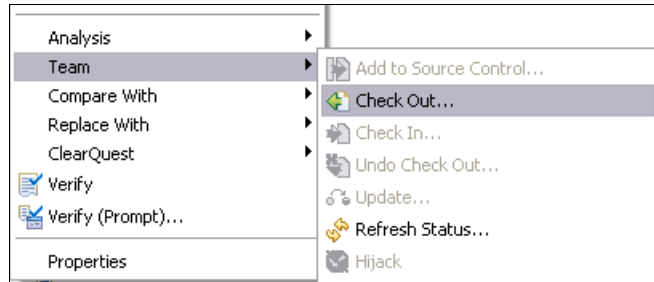 Analysis
Team
Compare With
Replace With
ClearQuest
Verify
Verify (Prompt)...
Properties
Add to Source Control...
Check Out...
Check In...
Undo Check Out...
Update...
Refresh Status...
Hijack